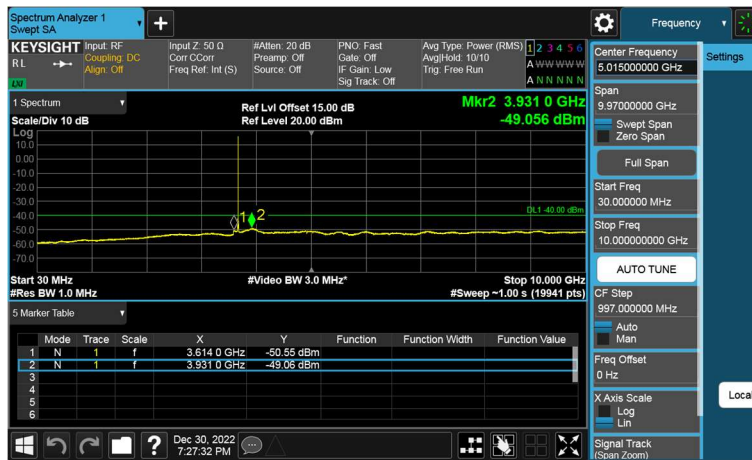 Spectrum Analyzer 1
Swept SA
Frequency
KEYSIGHT
RL
LXI
Input: RF
Coupling: DC
Align: Off
Input Z: 50 Ω
Corr CCorr
Freq Ref: Int (S)
#Atten: 20 dB
Preamp: Off
Source: Off
PNO: Fast
Gate: Off
IF Gain: Low
Sig Track: Off
Avg Type: Power (RMS)
Avg|Hold: 10/10
Trig: Free Run
1 2 3 4 5 6
A W W W W W
A N N N N N
1 Spectrum
Scale/Div 10 dB
Ref Lvl Offset 15.00 dB
Ref Level 20.00 dBm
Mkr2 3.931 0 GHz
-49.056 dBm
Log
10.0
0.00
-10.0
-20.0
-30.0
-40.0
-50.0
-60.0
-70.0
DL1 -40.00 dBm
1 2
Start 30 MHz
#Res BW 1.0 MHz
#Video BW 3.0 MHz*
Stop 10.000 GHz
#Sweep ~1.00 s (19941 pts)
5 Marker Table
Mode Trace Scale X Y Function Function Width Function Value
1 N 1 f 3.614 0 GHz -50.55 dBm
2 N 1 f 3.931 0 GHz -49.06 dBm
3
4
5
6
Dec 30, 2022
7:27:32 PM
Center Frequency
5.015000000 GHz
Span
9.97000000 GHz
Swept Span
Zero Span
Full Span
Start Freq
30.000000 MHz
Stop Freq
10.000000000 GHz
AUTO TUNE
CF Step
997.000000 MHz
Auto
Man
Freq Offset
0 Hz
X Axis Scale
Log
Lin
Signal Track
(Span Zoom)
Settings
Local